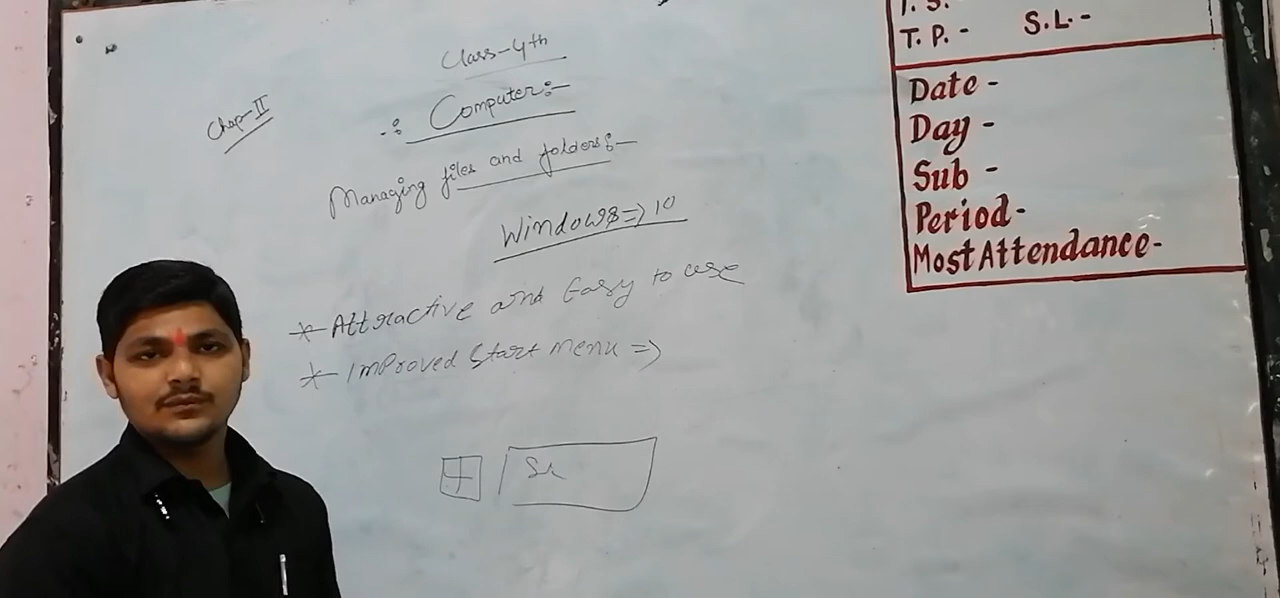 Class-4th
Chap-II
Computer:-
Managing files and folders:-
Windows=>10
* Attractive and Easy to use
* Improved Start menu =>
Se
T. S.-
T. P. - S.L.-
Date -
Day -
Sub -
Period-
Most Attendance-